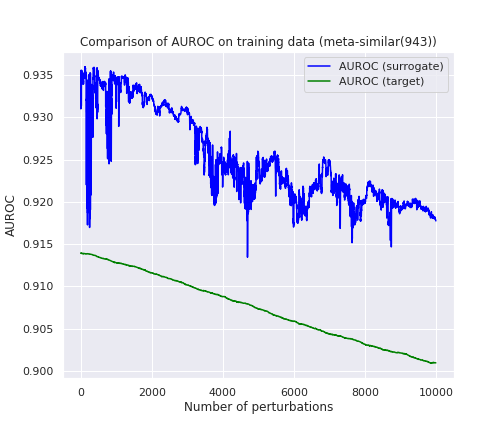 Comparison of AUROC on training data (meta-similar(943))
AUROC (surrogate)
AUROC (target)
0.935
0.930
0.925
0.920
0.915
0.910
0.905
0.900
AUROC
0 2000 4000 6000 8000 10000
Number of perturbations